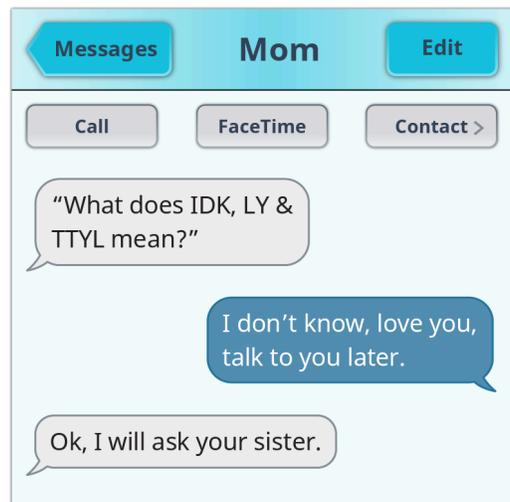 Messages
Mom
Edit
Call
FaceTime
Contact >
“What does IDK, LY &
TTYL mean?”
I don’t know, love you,
talk to you later.
Ok, I will ask your sister.